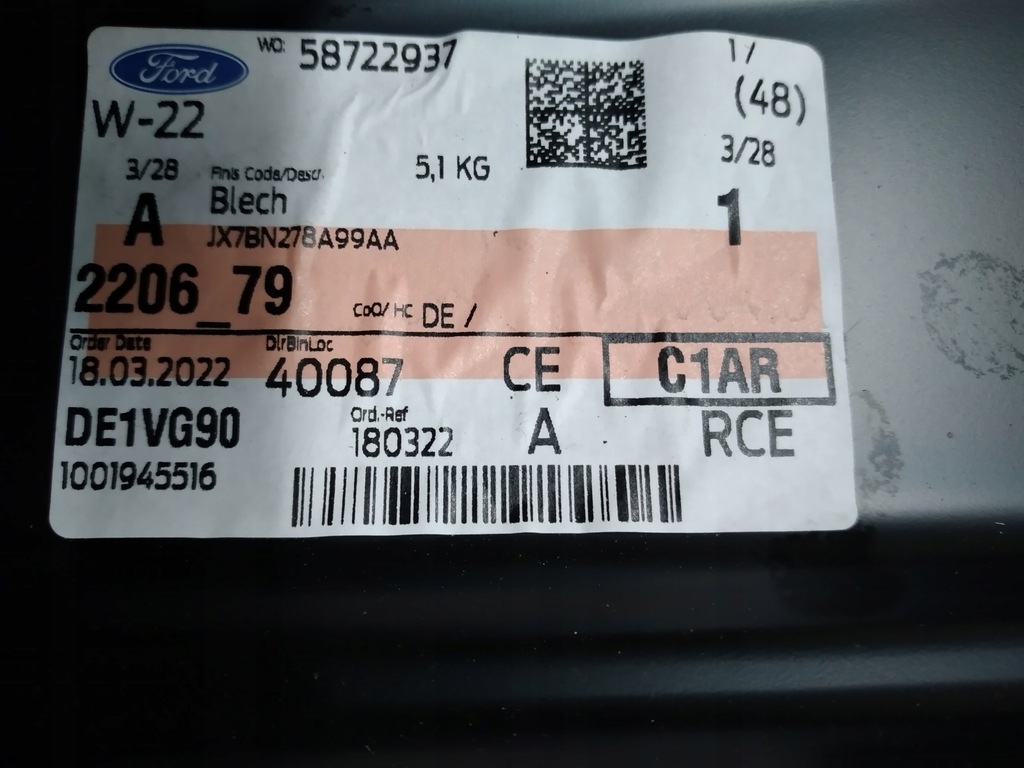 Ford
WO: 58722937
1/
W-22
(48)
3/28
Finis Code/Descr.
5,1 KG
3/28
A
Blech
1
JX7BN278A99AA
2206_79
CoO/ HC DE /
Order Date
DlrBinLoc
18.03.2022
40087
CE
C1AR
DE1VG90
Ord.-Ref
180322
A
RCE
1001945516